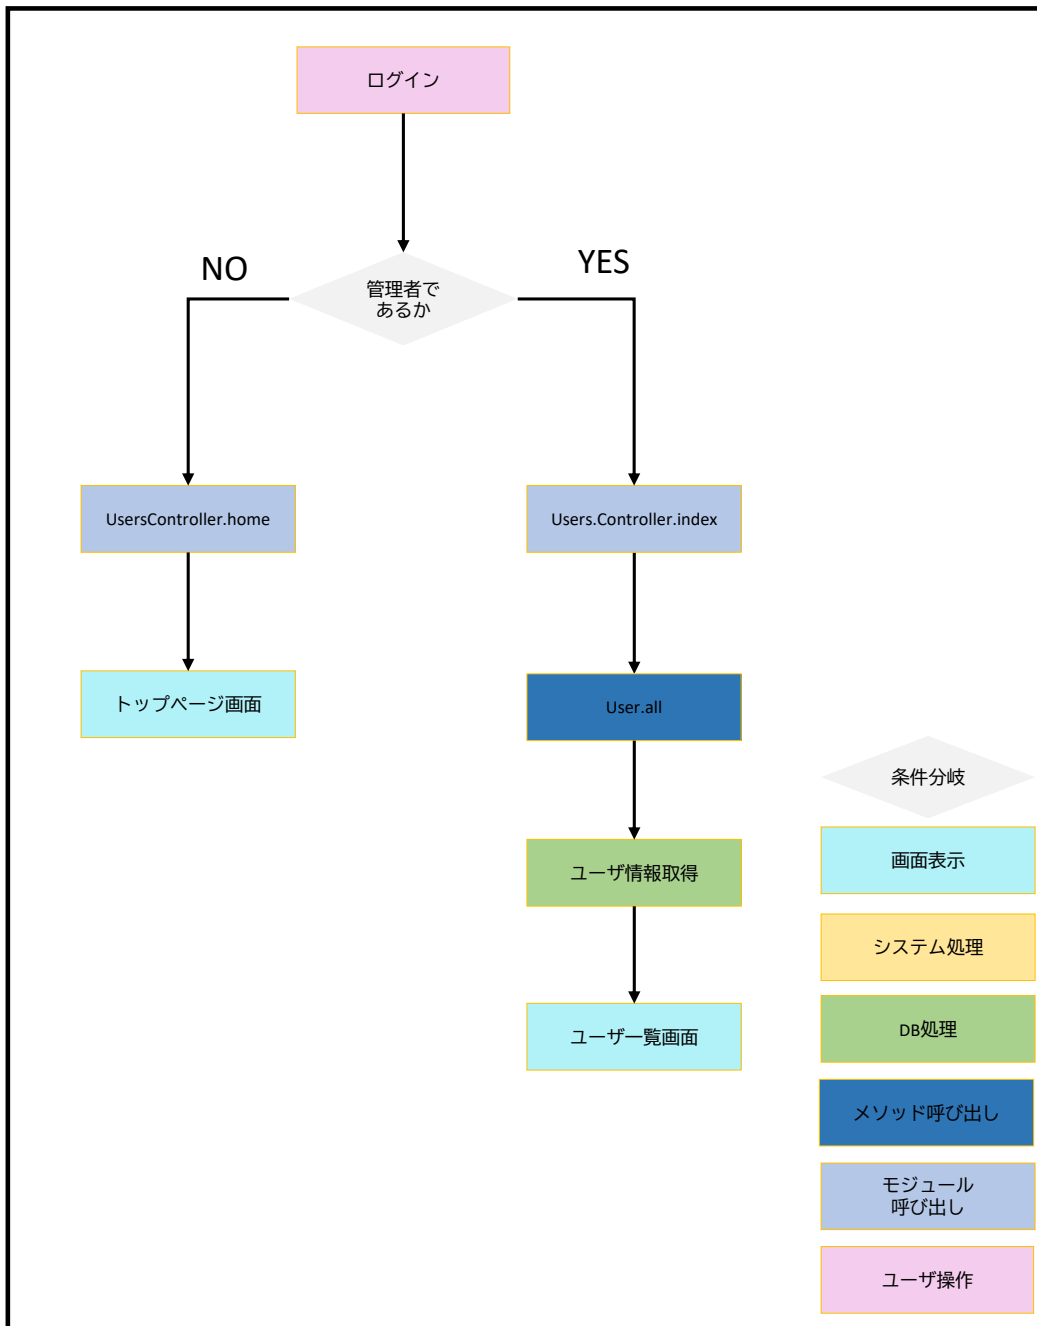 ログイン
NO
YES
管理者で
あるか
UsersController.home
Users.Controller.index
トップページ画面
User.all
ユーザ情報取得
ユーザ一覧画面
条件分岐
画面表示
システム処理
DB処理
メソッド呼び出し
モジュール
呼び出し
ユーザ操作